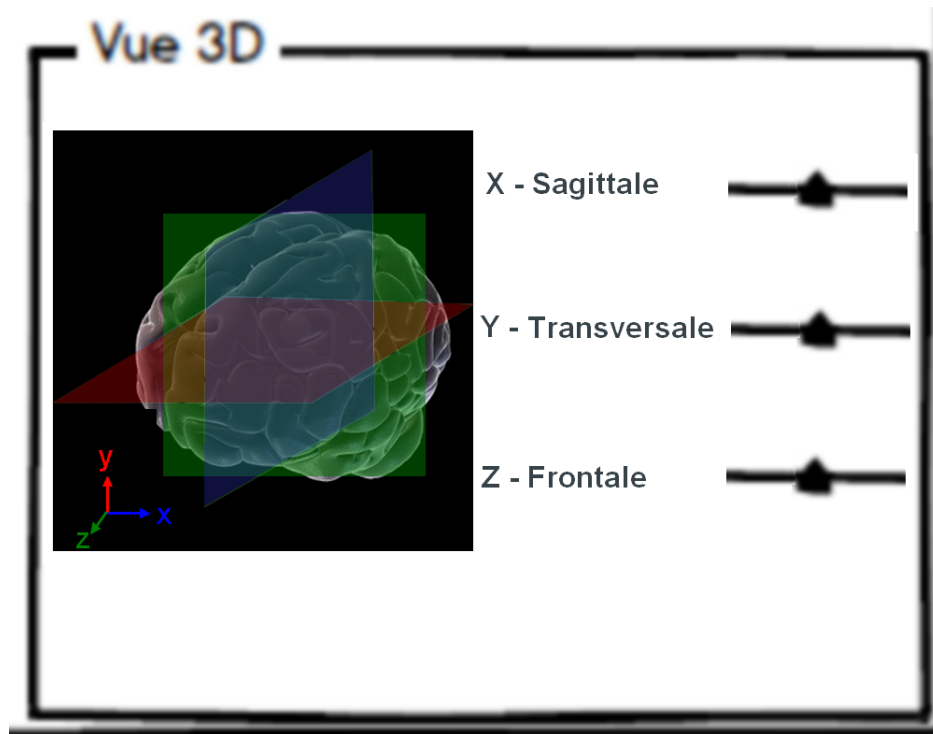 Vue 3D
X - Sagittale
Y - Transversale
Z - Frontale
y
x
z